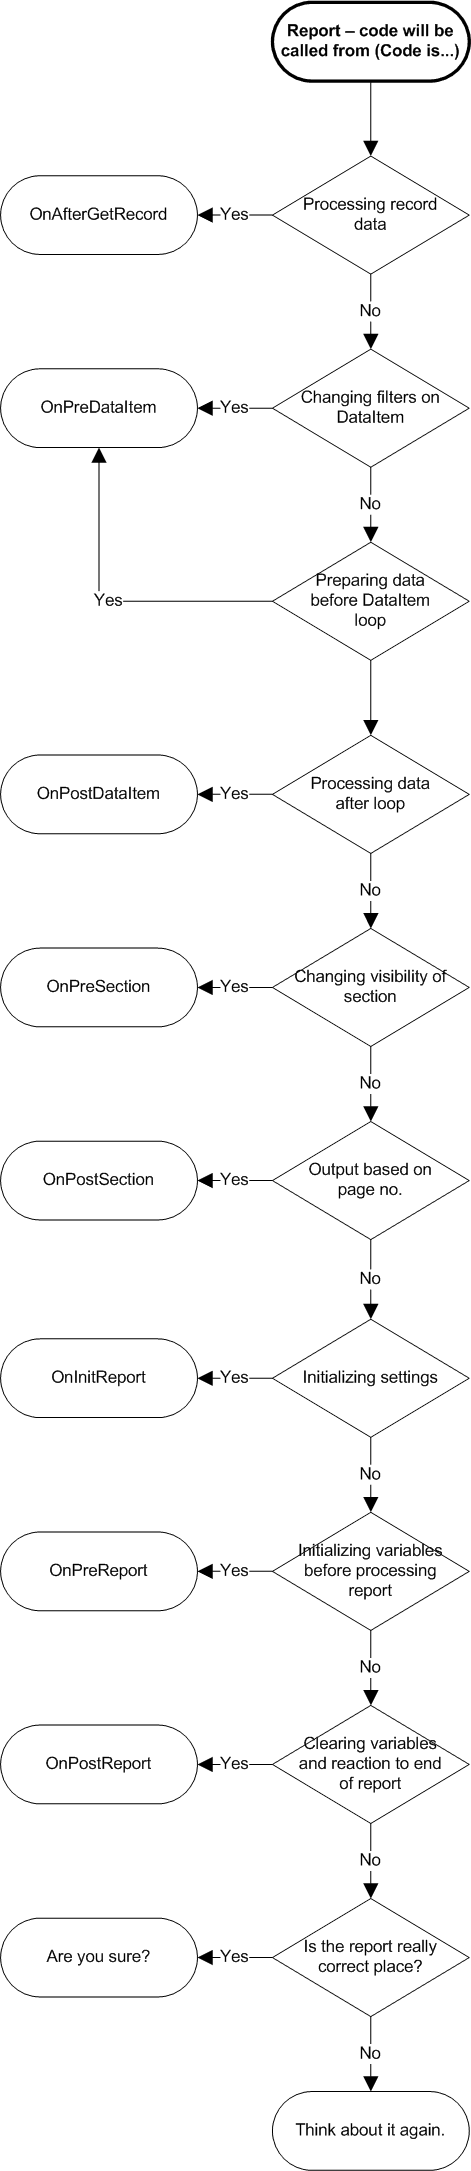 Report – code will be
called from (Code is...)
Processing record
data
Yes
OnAfterGetRecord
No
Changing filters on
DataItem
Yes
OnPreDataItem
No
Preparing data
before DataItem
loop
Yes
Processing data
after loop
Yes
OnPostDataItem
No
Changing visibility of
section
Yes
OnPreSection
No
Output based on
page no.
Yes
OnPostSection
No
Initializing settings
Yes
OnInitReport
No
Initializing variables
before processing
report
Yes
OnPreReport
No
Clearing variables
and reaction to end
of report
Yes
OnPostReport
No
Is the report really
correct place?
Yes
Are you sure?
No
Think about it again.